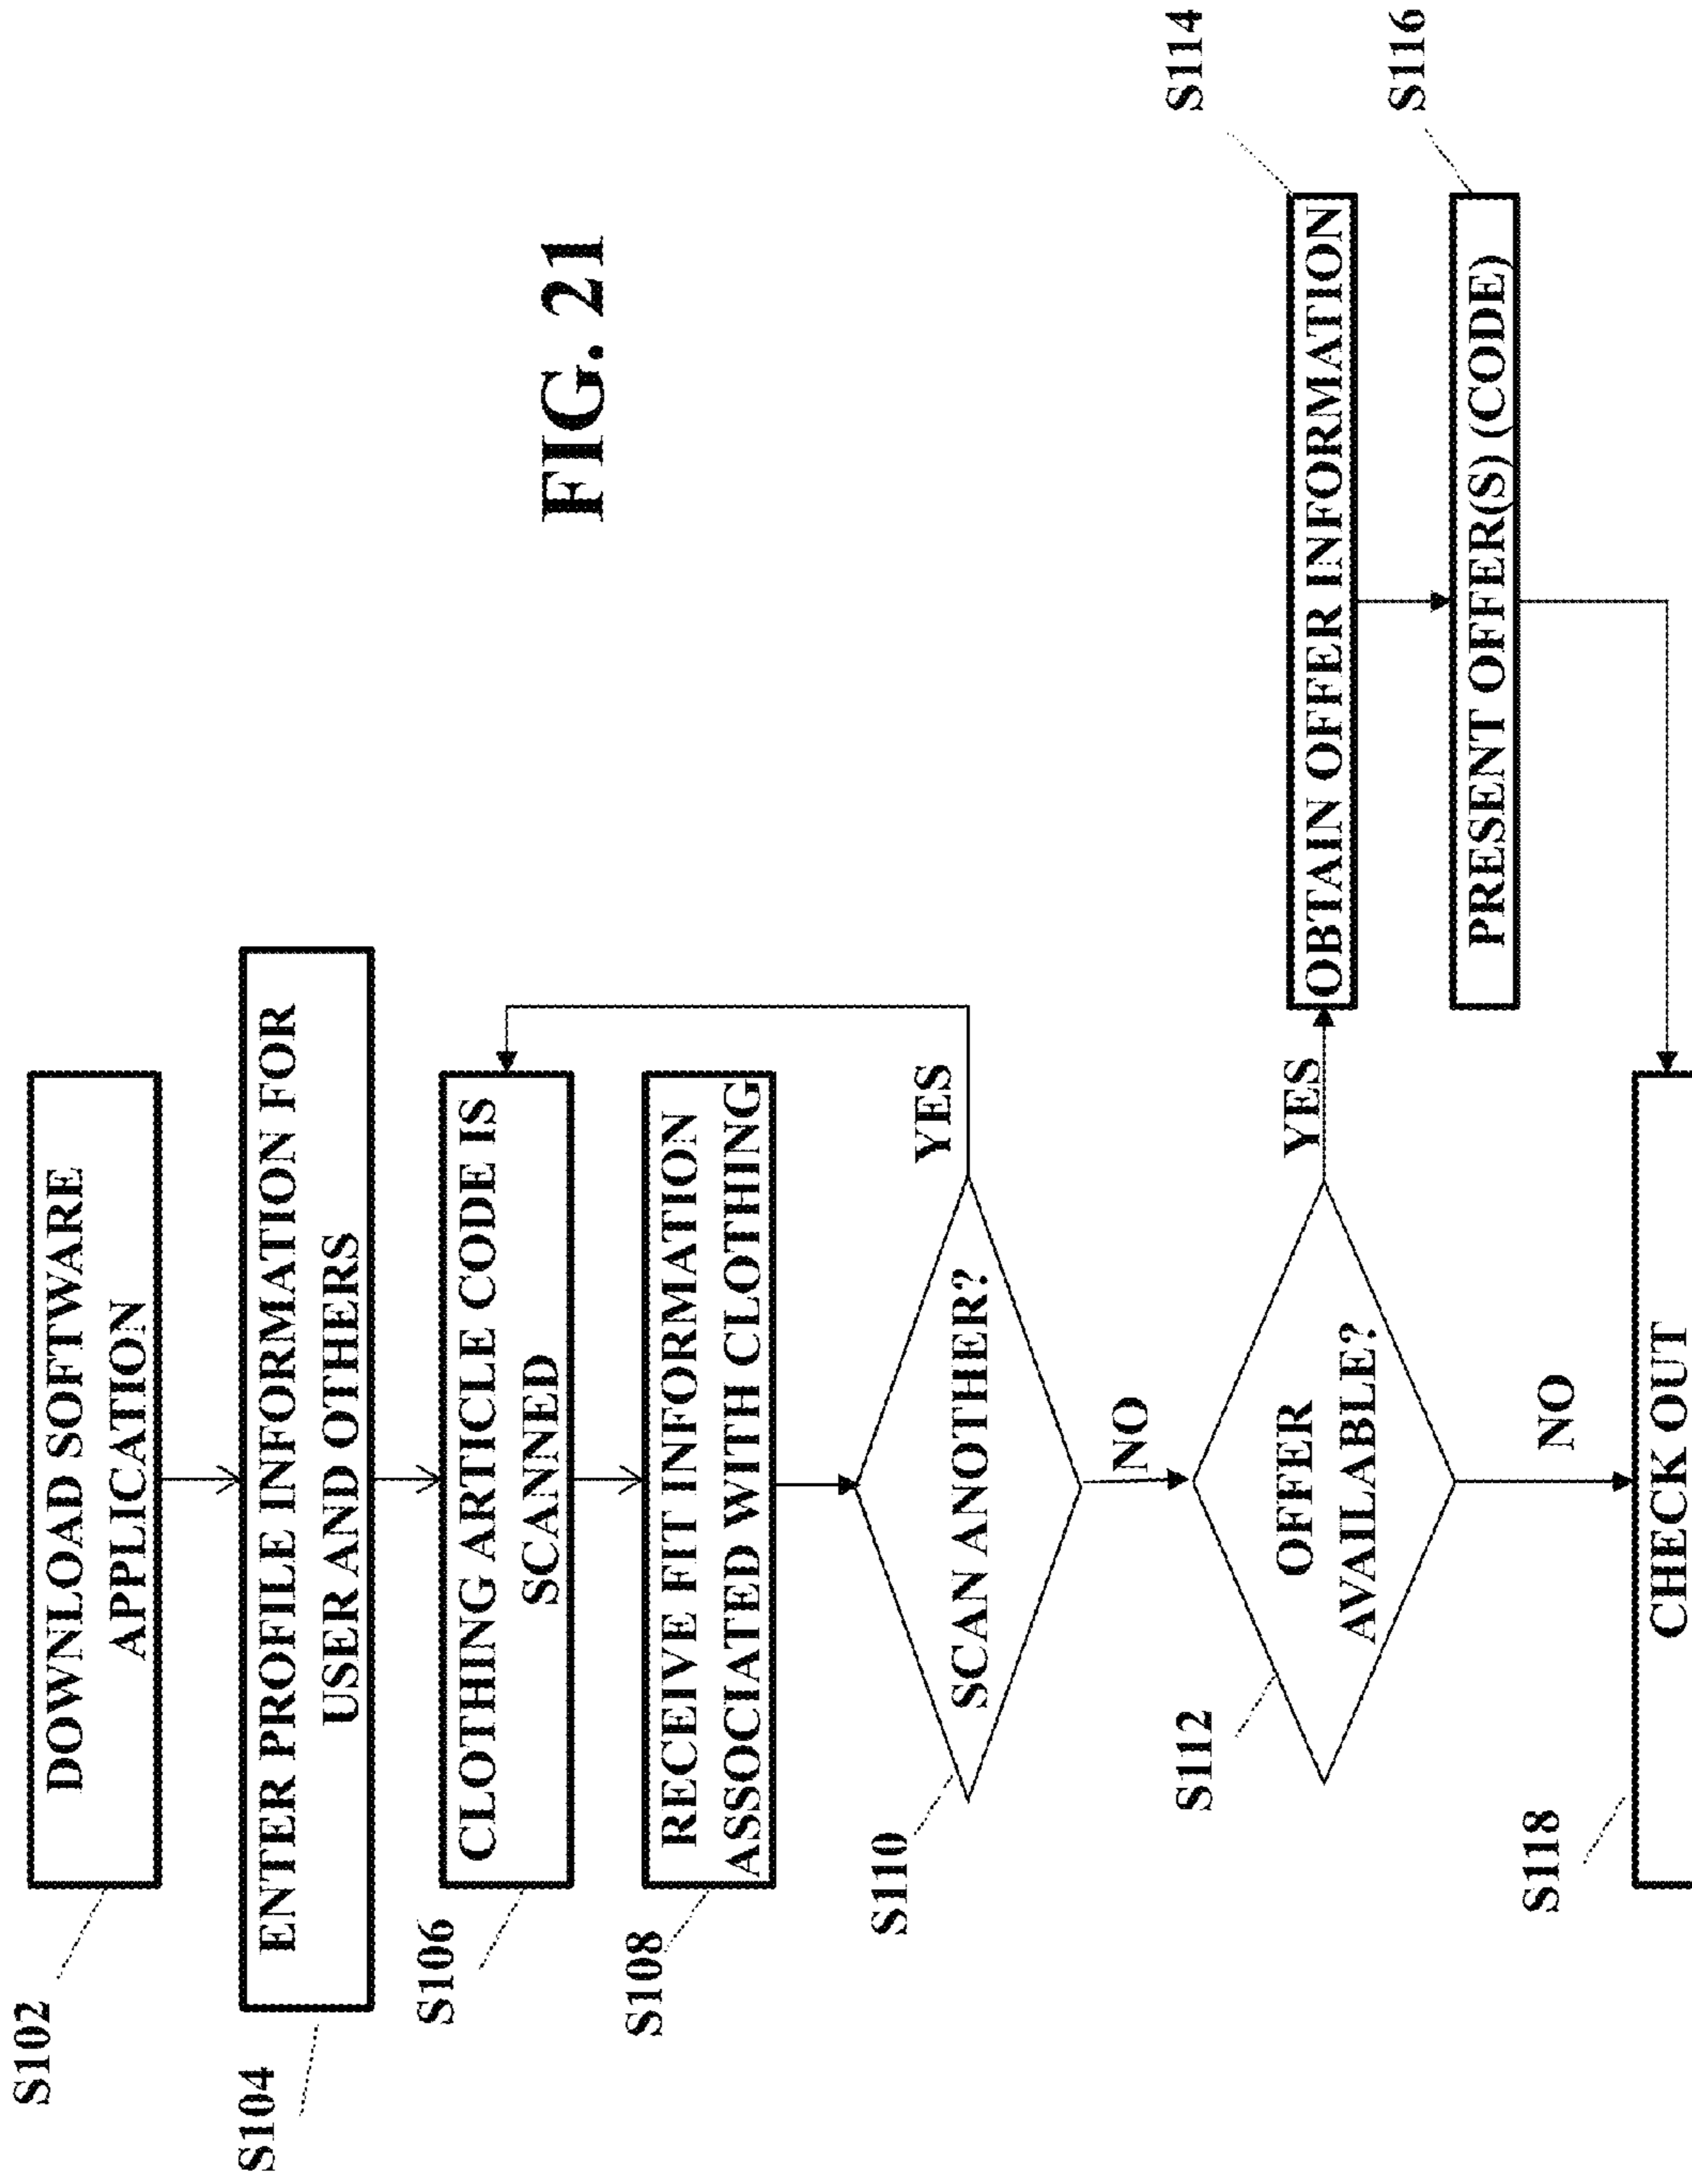 FIG. 21
S102
DOWNLOAD SOFTWARE
APPLICATION
S104
ENTER PROFILE INFORMATION FOR
USER AND OTHERS
S106
CLOTHING ARTICLE CODE IS
SCANNED
S108
RECEIVE FIT INFORMATION
ASSOCIATED WITH CLOTHING
S110
SCAN ANOTHER?
YES
NO
S112
OFFER
AVAILABLE?
YES
NO
S114
OBTAIN OFFER INFORMATION
S116
PRESENT OFFER(S) (CODE)
S118
CHECK OUT